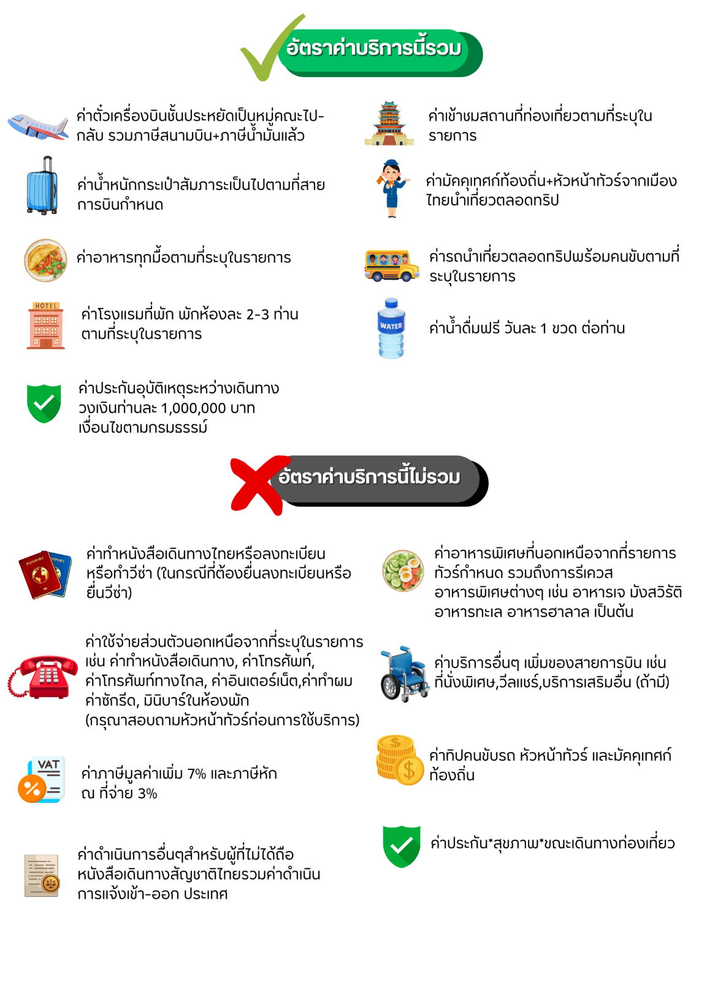 อัตราค่าบริการนี้รวม
ค่าตั๋วเครื่องบินชั้นประหยัดเป็นหมู่คณะไป-
กลับ รวมภาษีสนามบิน+ภาษีน้ำมันแล้ว
ค่าน้ำหนักกระเป๋าสัมภาระเป็นไปตามที่สาย
การบินกำหนด
ค่าอาหารทุกมื้อตามที่ระบุในรายการ
HOTEL
ค่าโรงแรมที่พัก พักห้องละ 2-3 ท่าน
ตามที่ระบุในรายการ
ค่าประกันอุบัติเหตุระหว่างเดินทาง
วงเงินท่านละ 1,000,000 บาท
เงื่อนไขตามกรมธรรม์
ค่าเข้าชมสถานที่ท่องเที่ยวตามที่ระบุใน
รายการ
ค่ามัคคุเทศก์ท้องถิ่น+หัวหน้าทัวร์จากเมือง
ไทยนำเที่ยวตลอดทริป
ค่ารถนำเที่ยวตลอดทริปพร้อมคนขับตามที่
ระบุในรายการ
WATER
ค่าน้ำดื่มฟรี วันละ 1 ขวด ต่อท่าน
อัตราค่าบริการนี้ไม่รวม
PASSPORT
SPORT
ค่าทำหนังสือเดินทางไทยหรือลงทะเบียน
หรือทำวีซ่า (ในกรณีที่ต้องยื่นลงทะเบียนหรือ
ยื่นวีซ่า)
ค่าใช้จ่ายส่วนตัวนอกเหนือจากที่ระบุในรายการ
เช่น ค่าทำหนังสือเดินทาง, ค่าโทรศัพท์,
ค่าโทรศัพท์ทางไกล, ค่าอินเตอร์เน็ต,ค่าทำผม
ค่าซักรีด, มินิบาร์ในห้องพัก
(กรุณาสอบถามหัวหน้าทัวร์ก่อนการใช้บริการ)
VAT
%
ค่าภาษีมูลค่าเพิ่ม 7% และภาษีหัก
ณ ที่จ่าย 3%
ค่าดำเนินการอื่นๆสำหรับผู้ที่ไม่ได้ถือ
หนังสือเดินทางสัญชาติไทยรวมค่าดำเนิน
การแจ้งเข้า-ออก ประเทศ
ค่าอาหารพิเศษที่นอกเหนือจากที่รายการ
ทัวร์กำหนด รวมถึงการรีเควส
อาหารพิเศษต่างๆ เช่น อาหารเจ มังสวิรัติ
อาหารทะเล อาหารฮาลาล เป็นต้น
ค่าบริการอื่นๆ เพิ่มของสายการบิน เช่น
ที่นั่งพิเศษ,วีลแชร์,บริการเสริมอื่น (ถ้ามี)
$
$
ค่าทิปคนขับรถ หัวหน้าทัวร์ และมัคคุเทศก์
ท้องถิ่น
ค่าประกัน*สุขภาพ*ขณะเดินทางท่องเที่ยว